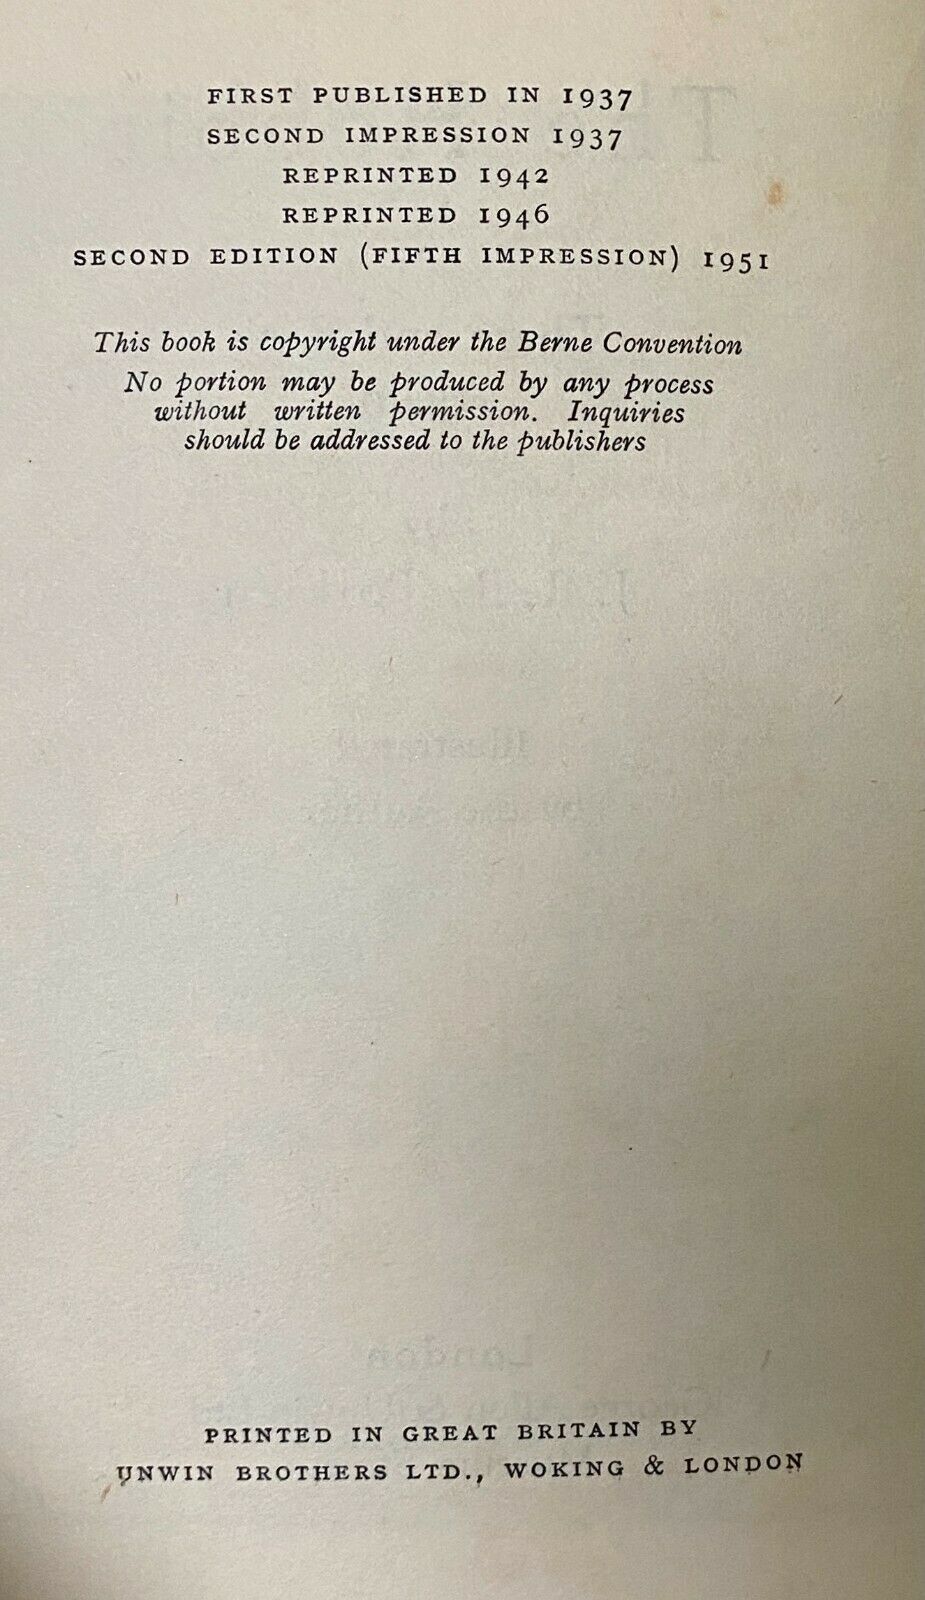 FIRST PUBLISHED IN 1937
SECOND IMPRESSION 1937
REPRINTED 1942
REPRINTED 1946
SECOND EDITION (FIFTH IMPRESSION) 1951
This book is copyright under the Berne Convention
No portion may be produced by any process
without written permission. Inquiries
should be addressed to the publishers
London
PRINTED IN GREAT BRITAIN BY
UNWIN BROTHERS LTD., WOKING & LONDON